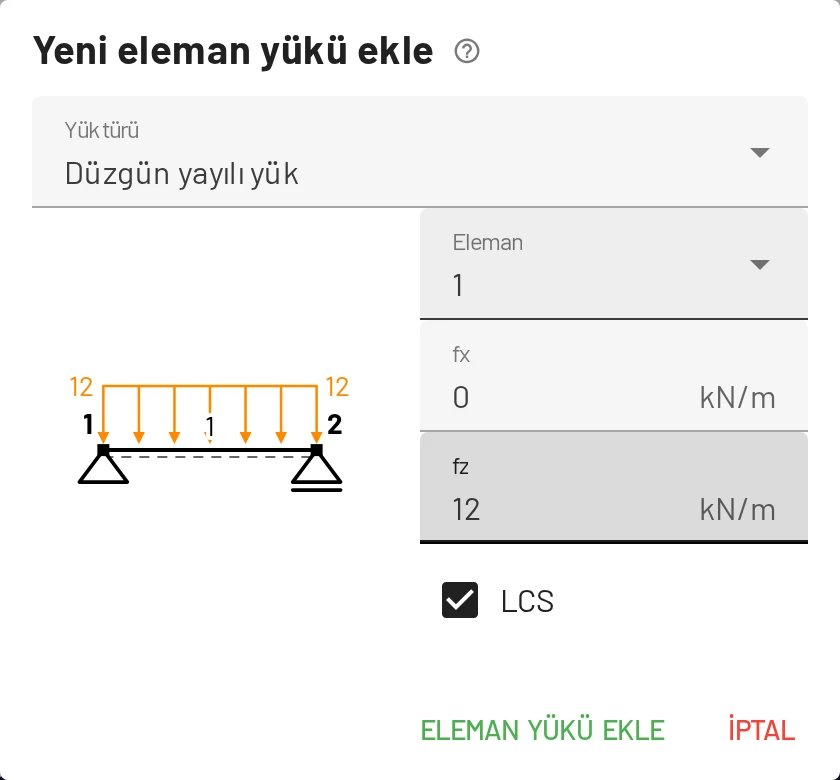 Yeni eleman yükü ekle
Yük türü
Düzgün yayılı yük
Eleman
1
fx
0 kN/m
12 12
1 1 2
fz
12 kN/m
LCS
ELEMAN YÜKÜ EKLE İPTAL